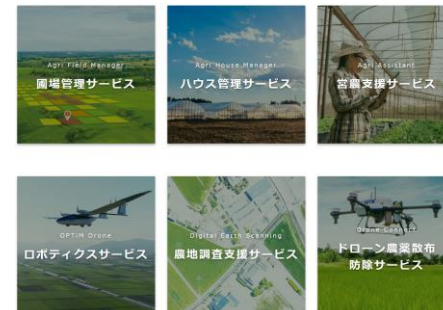 Agri Field Manager
圃場管理サービス
Agri House Manager
ハウス管理サービス
Agri Assistant
営農支援サービス
OPTiM Drone
ロボティクスサービス
Digital Earth Scanning
農地調査支援サービス
Drone Connect
ドローン農薬散布
防除サービス